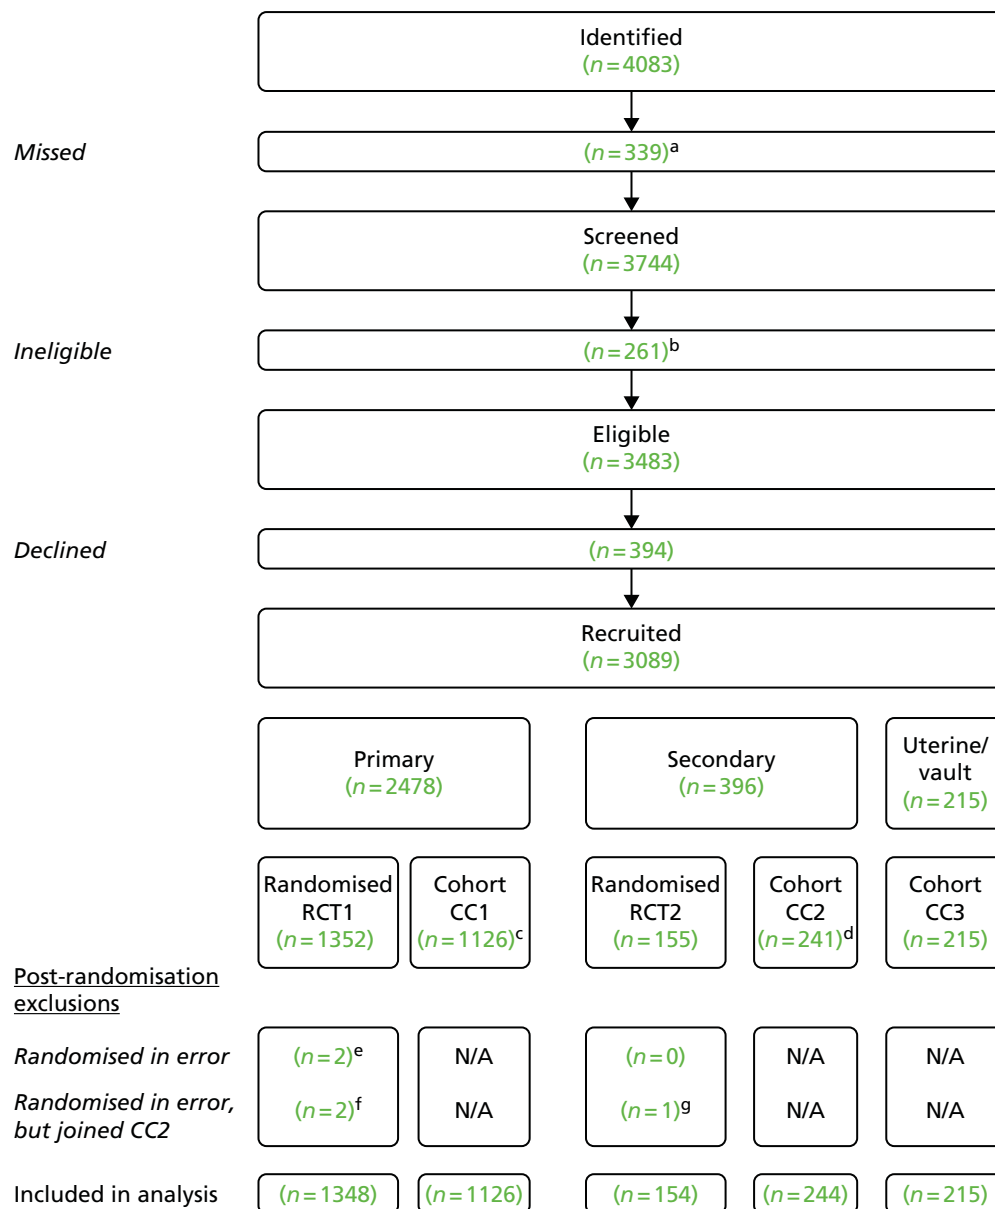 Identified
(n=4083)
Missed
(n=339)a
Screened
(n=3744)
Ineligible
(n=261)b
Eligible
(n=3483)
Declined
(n=394)
Recruited
(n=3089)
Primary
(n=2478)
Secondary
(n=396)
Uterine/
vault
(n=215)
Randomised
RCT1
(n=1352)
Cohort
CC1
(n=1126)c
Randomised
RCT2
(n=155)
Cohort
CC2
(n=241)d
Cohort
CC3
(n=215)
Post-randomisation
exclusions
Randomised in error
(n=2)e
N/A
(n=0)
N/A
N/A
Randomised in error,
but joined CC2
(n=2)f
N/A
(n=1)g
N/A
N/A
Included in analysis
(n=1348)
(n=1126)
(n=154)
(n=244)
(n=215)